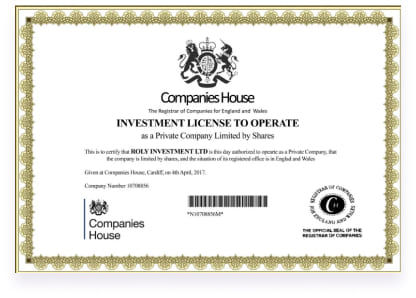 Companies House
The Registrar of Companies for England and Wales
INVESTMENT LICENSE TO OPERATE
as a Private Company Limited by Shares
This is to certify that ROLY INVESTMENT LTD is this day authorized to operate as a Private Company, that
the company is limited by shares, and the situation of its registered office is in Englad and Wales
Given at Companies House, Cardiff, on 4th April, 2017.
Company Number 10708856
*N10708856M*
Companies
House
REGISTRAR OF COMPANIES
ENGLAND AND WALES
THE OFFICIAL SEAL OF THE
REGISTRAR OF COMPANIES